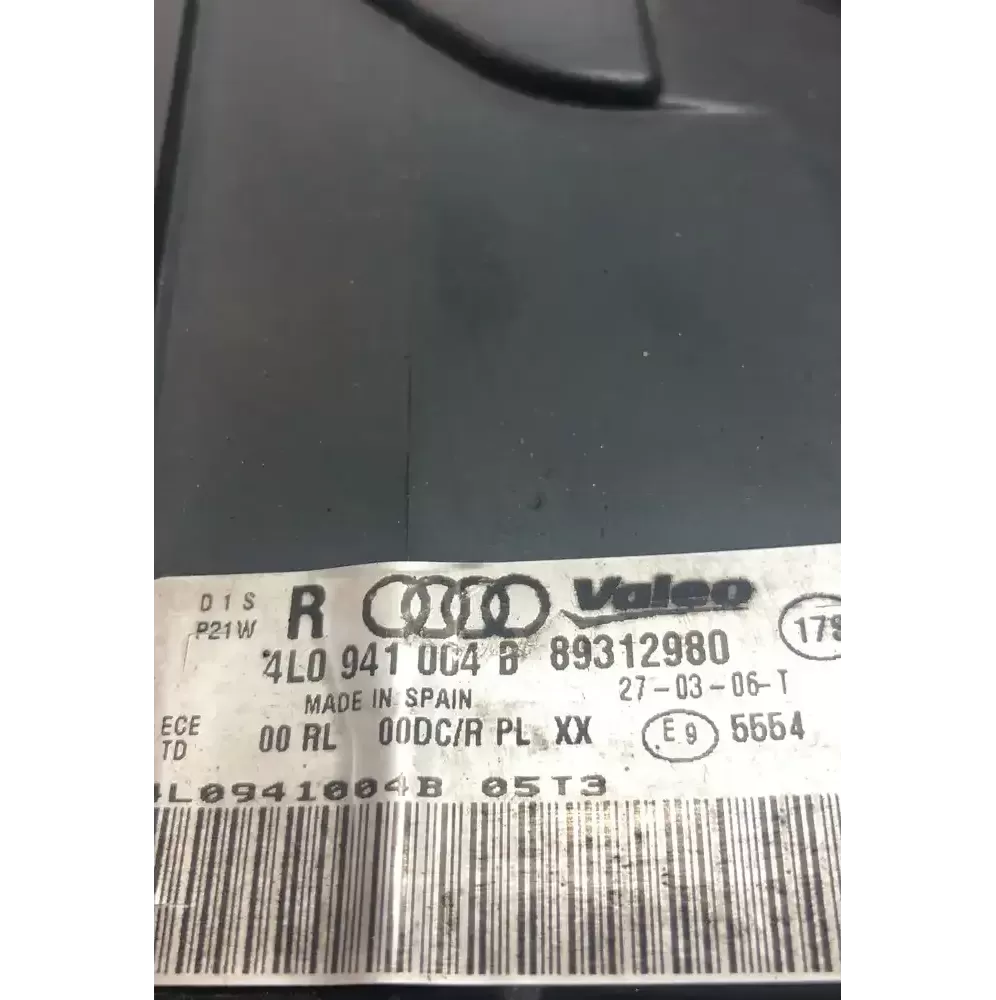 D1S R Valeo
P21W 178
4L0 941 004 B 89312980
MADE IN SPAIN 27-03-06-T
ECE 00 RL 00DC/R PL XX E9 5554
TD
4L0941004B 05T3